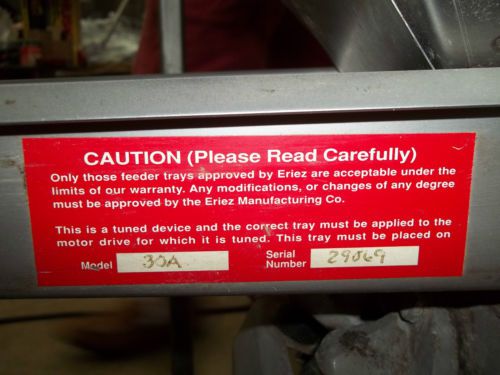 CAUTION (Please Read Carefully)
Only those feeder trays approved by Eriez are acceptable under the
limits of our warranty. Any modifications, or changes of any degree
must be approved by the Eriez Manufacturing Co.
This is a tuned device and the correct tray must be applied to the
motor drive for which it is tuned. This tray must be placed on
Model 30A Serial Number 29869